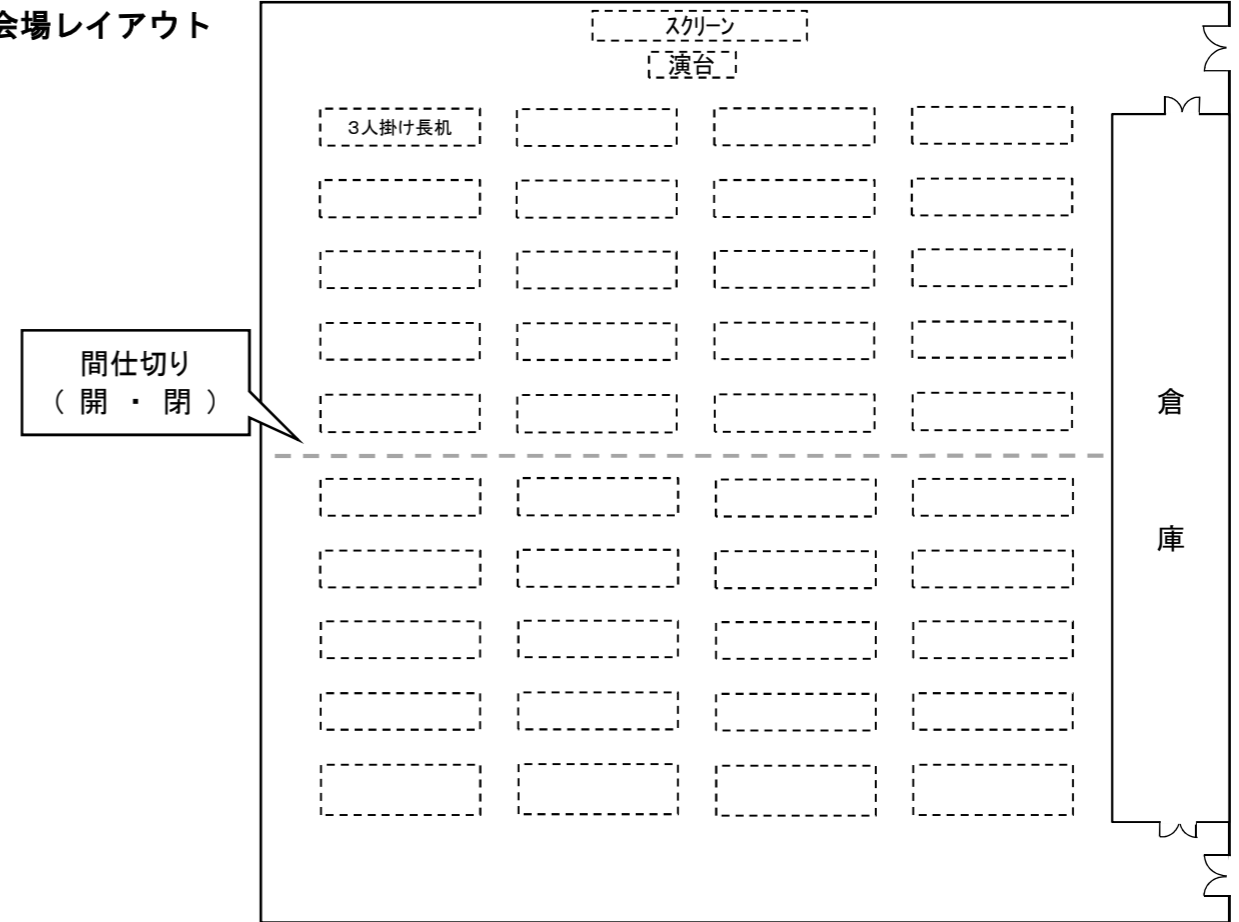 会場レイアウト
スクリーン
演台
3人掛け長机
間仕切り
( 開 ・ 閉 )
倉
庫